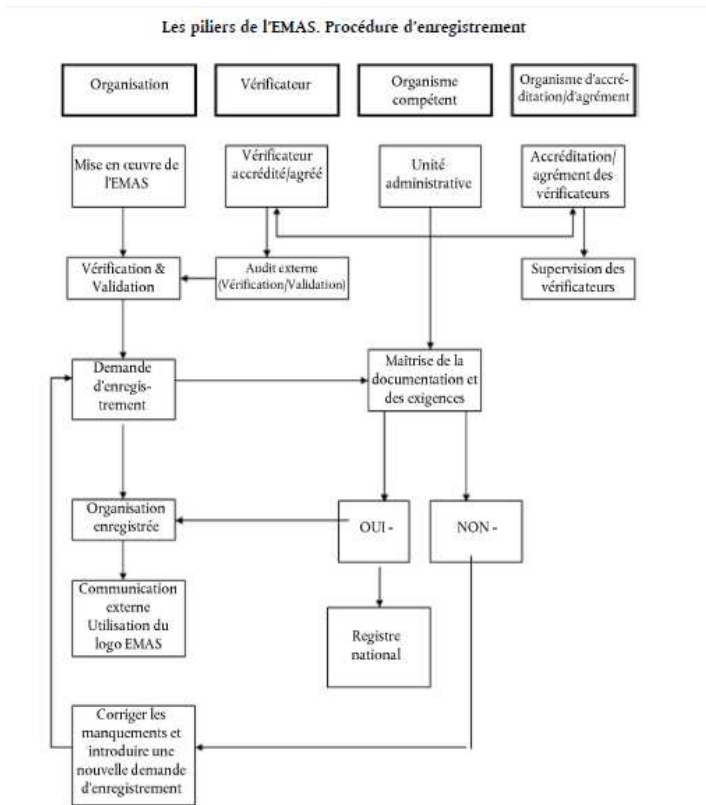 Les piliers de l'EMAS. Procédure d'enregistrement
Organisation
Vérificateur
Organisme
compétent
Organisme d'accré-
ditation/d'agrément
Mise en œuvre de
l'EMAS
Vérificateur
accrédité/agréé
Unité
administrative
Accréditation/
agrément des
vérificateurs
Vérification &
Validation
Audit externe
(Vérification/Validation)
Supervision des
vérificateurs
Demande
d'enregis-
trement
Maîtrise de la
documentation et
des exigences
Organisation
enregistrée
OUI -
NON -
Communication
externe
Utilisation du
logo EMAS
Registre
national
Corriger les
manquements et
introduire une
nouvelle demande
d'enregistrement